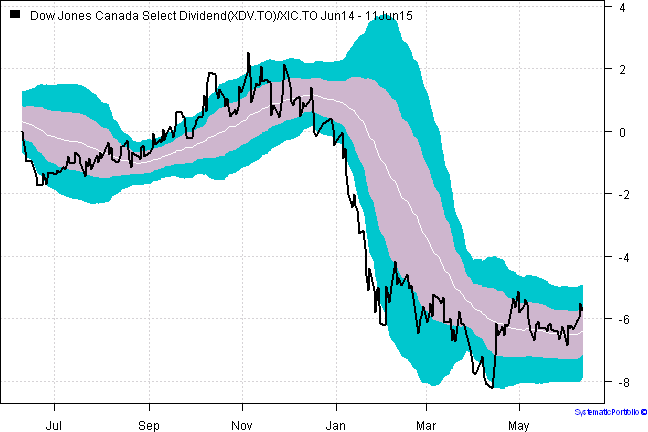 Dow Jones Canada Select Dividend(XDV.TO)/XIC.TO Jun14 - 11Jun15
4
2
0
-2
-4
-6
-8
Jul Sep Nov Jan Mar May
SystematicPortfolio ©